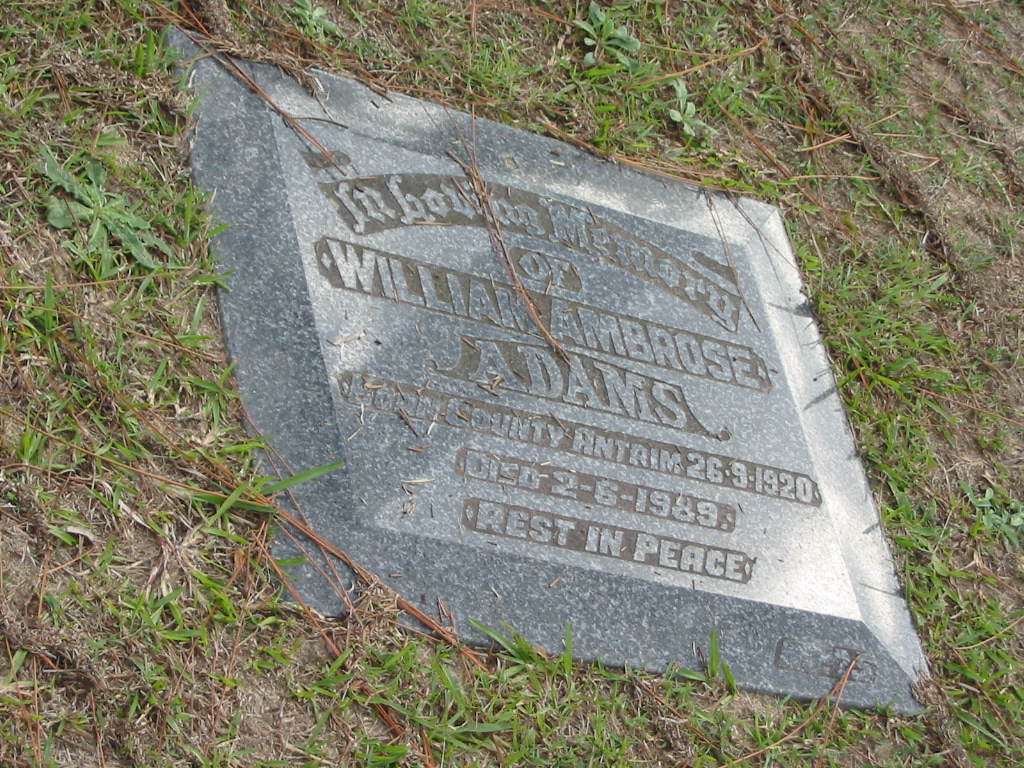 In Loving Memory
OF
WILLIAM AMBROSE
ADAMS
BORN COUNTY ANTRIM 26-9-1920
DIED 2-6-1989
REST IN PEACE